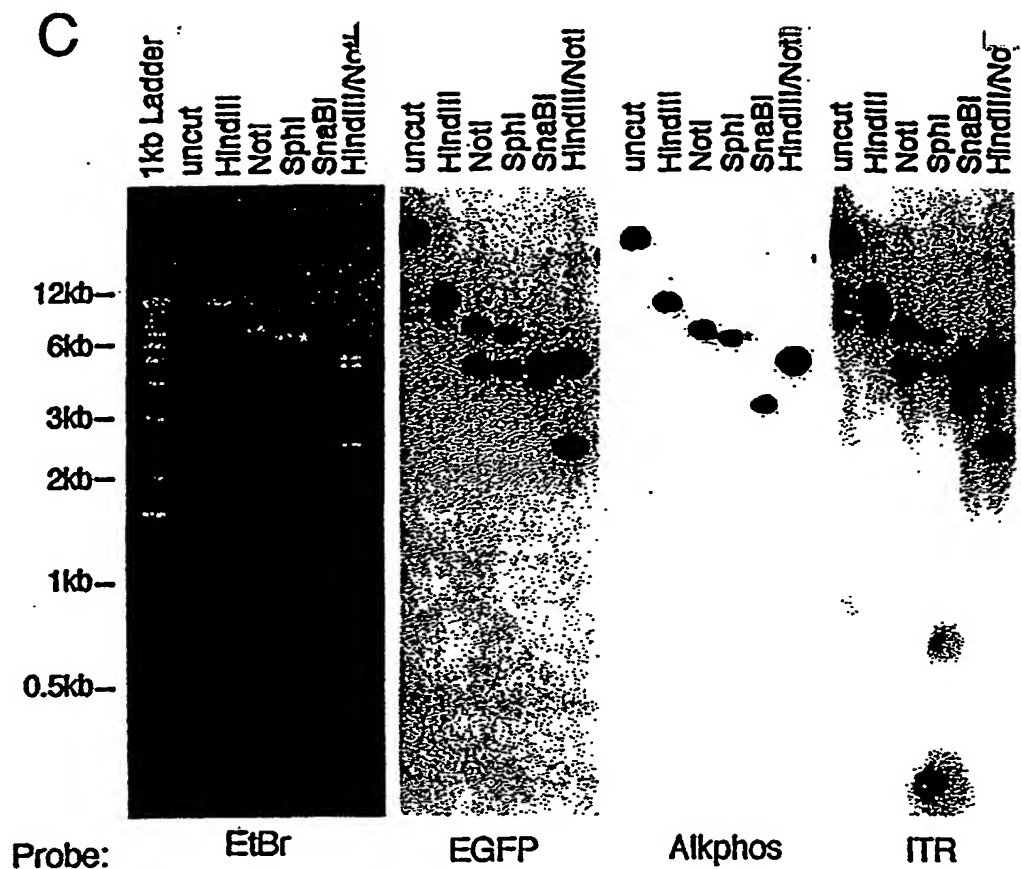 C
1kb Ladder
uncut
HindIII
NotI
SphI
SnaBI
HindIII/NotI
uncut
HindIII
NotI
SphI
SnaBI
HindIII/NotI
uncut
HindIII
NotI
SphI
SnaBI
HindIII/NotI
uncut
HindIII
NotI
SphI
SnaBI
HindIII/No
12kb
6kb
3kb
2kb
1kb
0.5kb
Probe: EtBr EGFP Alkphos ITR